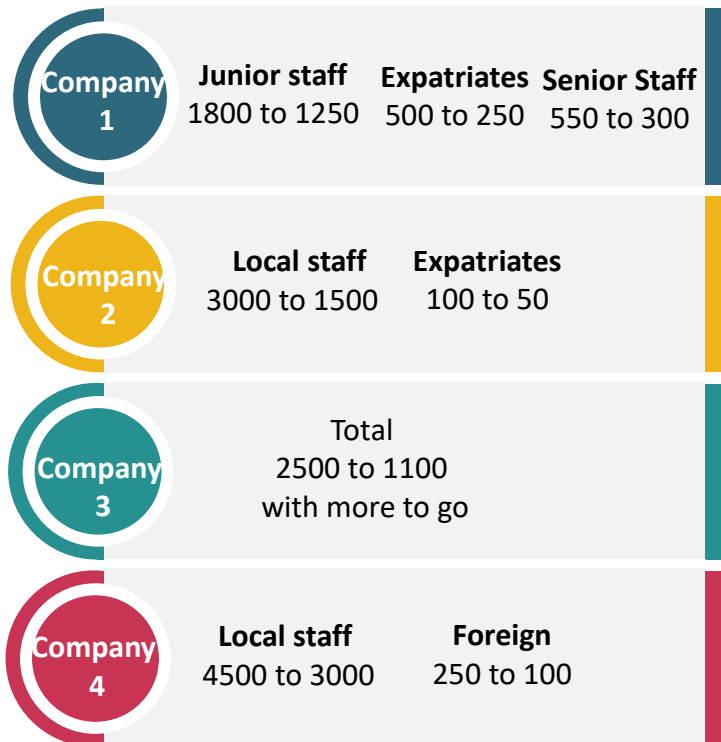 Company
1
Junior staff
1800 to 1250
Expatriates
500 to 250
Senior Staff
550 to 300
Company
2
Local staff
3000 to 1500
Expatriates
100 to 50
Company
3
Total
2500 to 1100
with more to go
Company
4
Local staff
4500 to 3000
Foreign
250 to 100